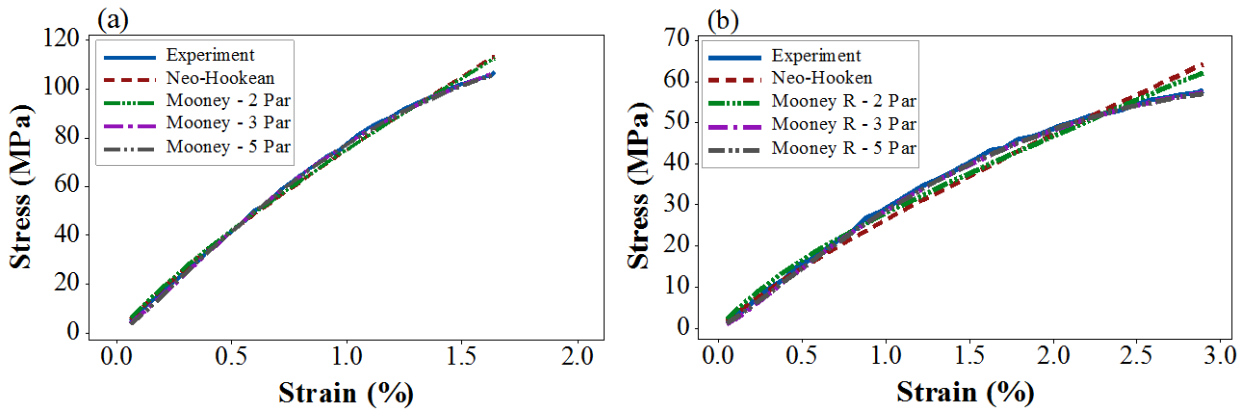 (a)
120
100
80
60
40
20
0
Stress (MPa)
Experiment
Neo-Hookean
Mooney - 2 Par
Mooney - 3 Par
Mooney - 5 Par
0.0 0.5 1.0 1.5 2.0
Strain (%)
(b)
70
60
50
40
30
20
10
0
Stress (MPa)
Experiment
Neo-Hooken
Mooney R - 2 Par
Mooney R - 3 Par
Mooney R - 5 Par
0.0 0.5 1.0 1.5 2.0 2.5 3.0
Strain (%)